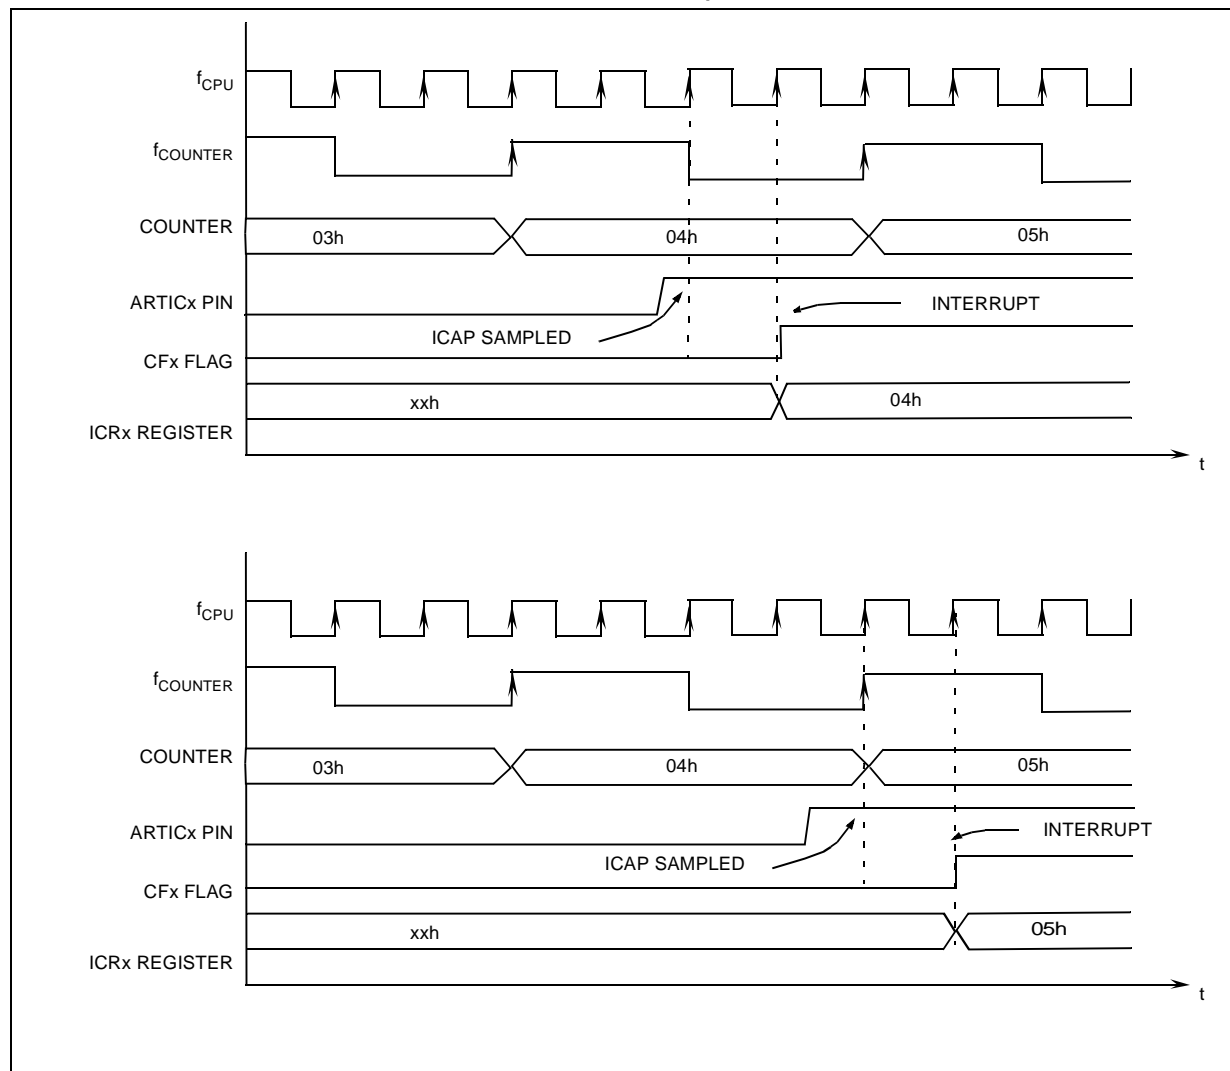 fCPU
fCOUNTER
COUNTER
03h 04h 05h
ARTICx PIN
INTERRUPT
ICAP SAMPLED
CFx FLAG
xxh 04h
ICRx REGISTER
t
fCPU
fCOUNTER
COUNTER
03h 04h 05h
ARTICx PIN
INTERRUPT
ICAP SAMPLED
CFx FLAG
xxh 05h
ICRx REGISTER
t